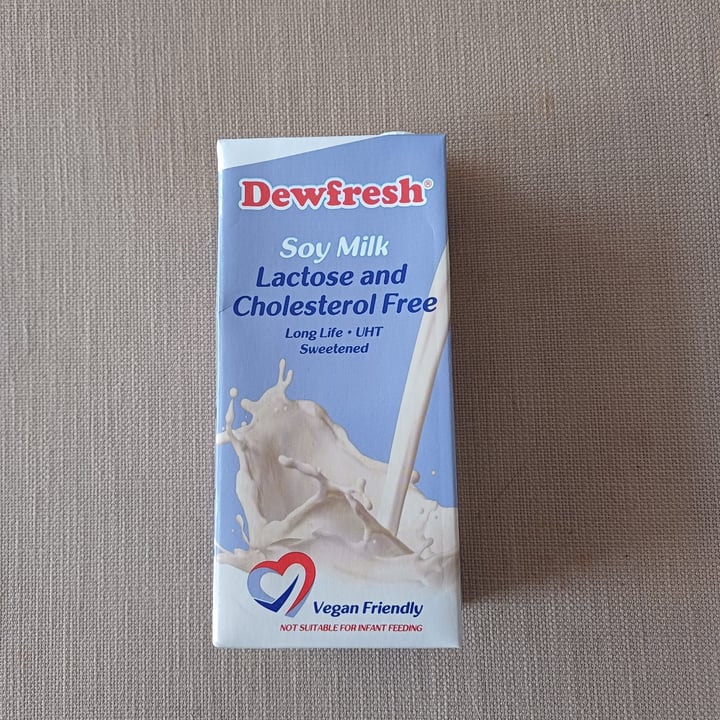 Dewfresh®
Soy Milk
Lactose and
Cholesterol Free
Long Life • UHT
Sweetened
Vegan Friendly
NOT SUITABLE FOR INFANT FEEDING